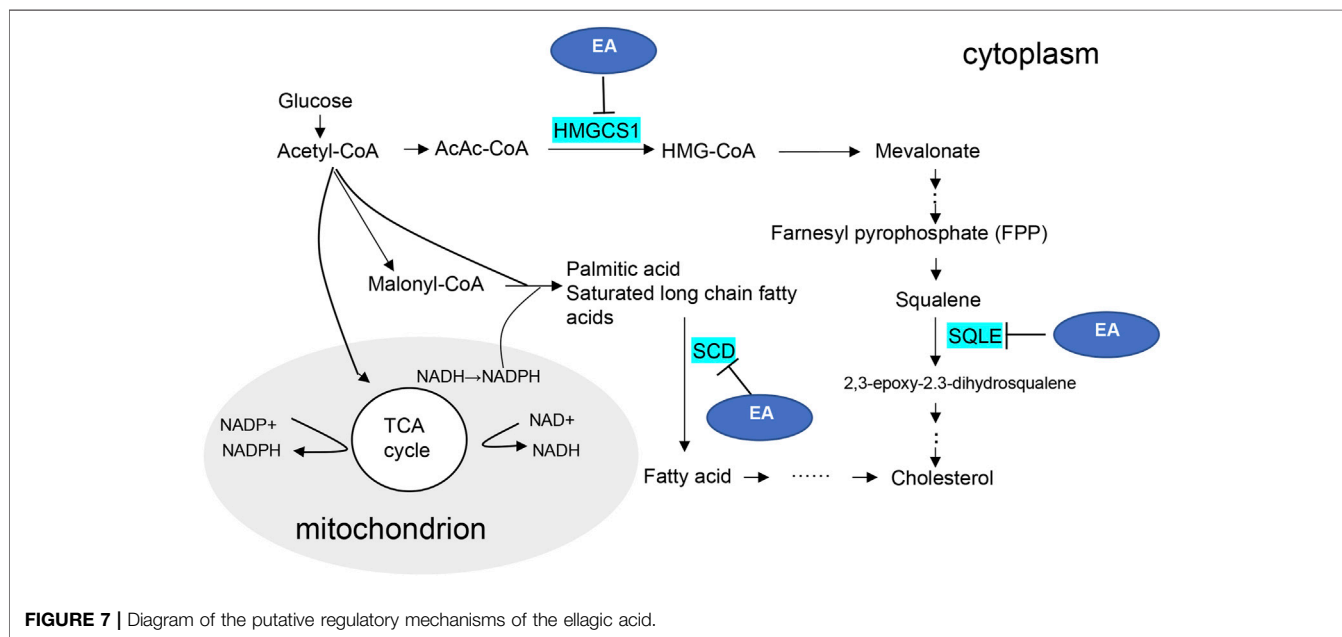 EA
cytoplasm
Glucose
HMGCS1
Acetyl-CoA → AcAc-CoA → HMG-CoA → Mevalonate
⋮
Farnesyl pyrophosphate (FPP)
Malonyl-CoA
Palmitic acid
Saturated long chain fatty
acids
Squalene
SQLE
EA
SCD
NADH→NADPH
2,3-epoxy-2.3-dihydrosqualene
EA
NADP+
NADPH
TCA
cycle
NAD+
NADH
⋮
Fatty acid → ...... → Cholesterol
mitochondrion
FIGURE 7 | Diagram of the putative regulatory mechanisms of the ellagic acid.